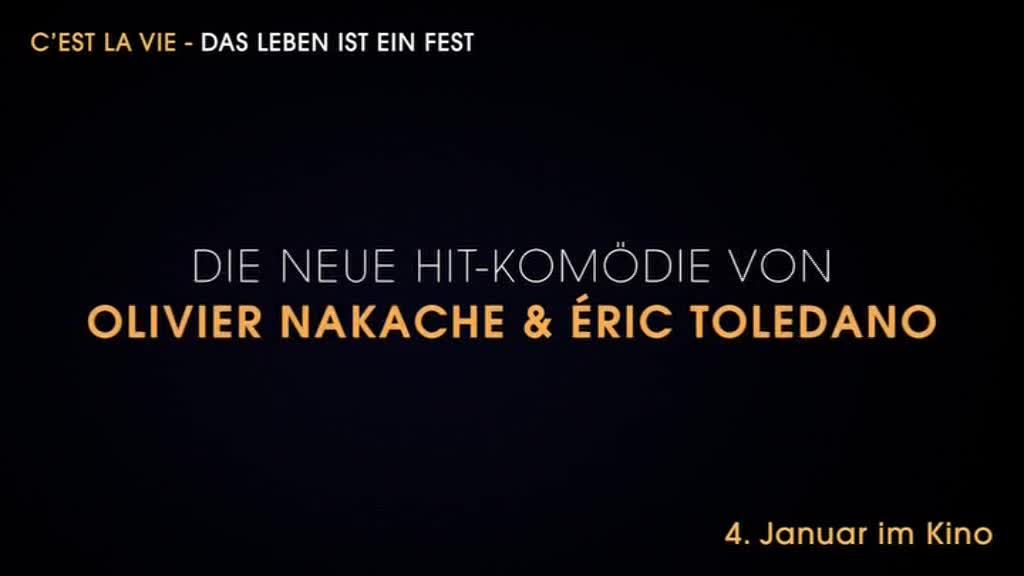 C'EST LA VIE - DAS LEBEN IST EIN FEST
DIE NEUE HIT-KOMÖDIE VON
OLIVIER NAKACHE & ÉRIC TOLEDANO
4. Januar im Kino